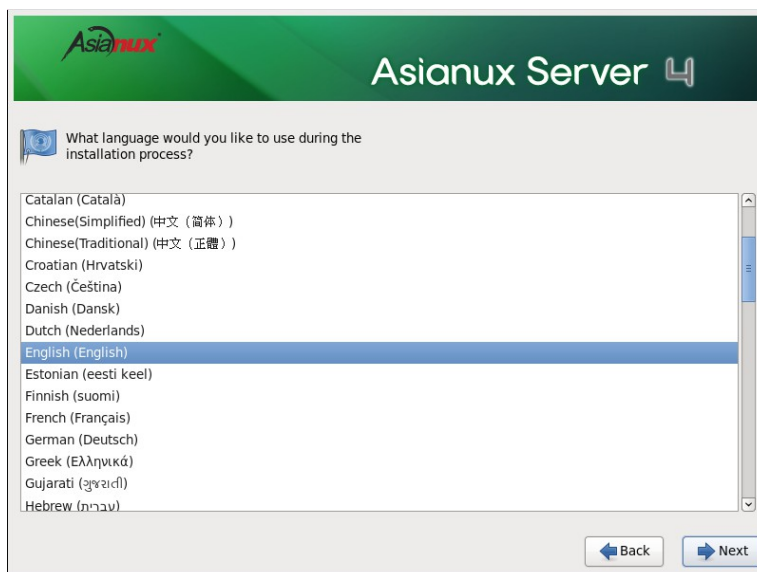 Asianux
Asianux Server 4
What language would you like to use during the
installation process?
Catalan (Català)
Chinese(Simplified) (中文（简体）)
Chinese(Traditional) (中文（正體）)
Croatian (Hrvatski)
Czech (Čeština)
Danish (Dansk)
Dutch (Nederlands)
English (English)
Estonian (eesti keel)
Finnish (suomi)
French (Français)
German (Deutsch)
Greek (Ελληνικά)
Gujarati (ગુજરાતી)
Hebrew (עברית)
Back
Next